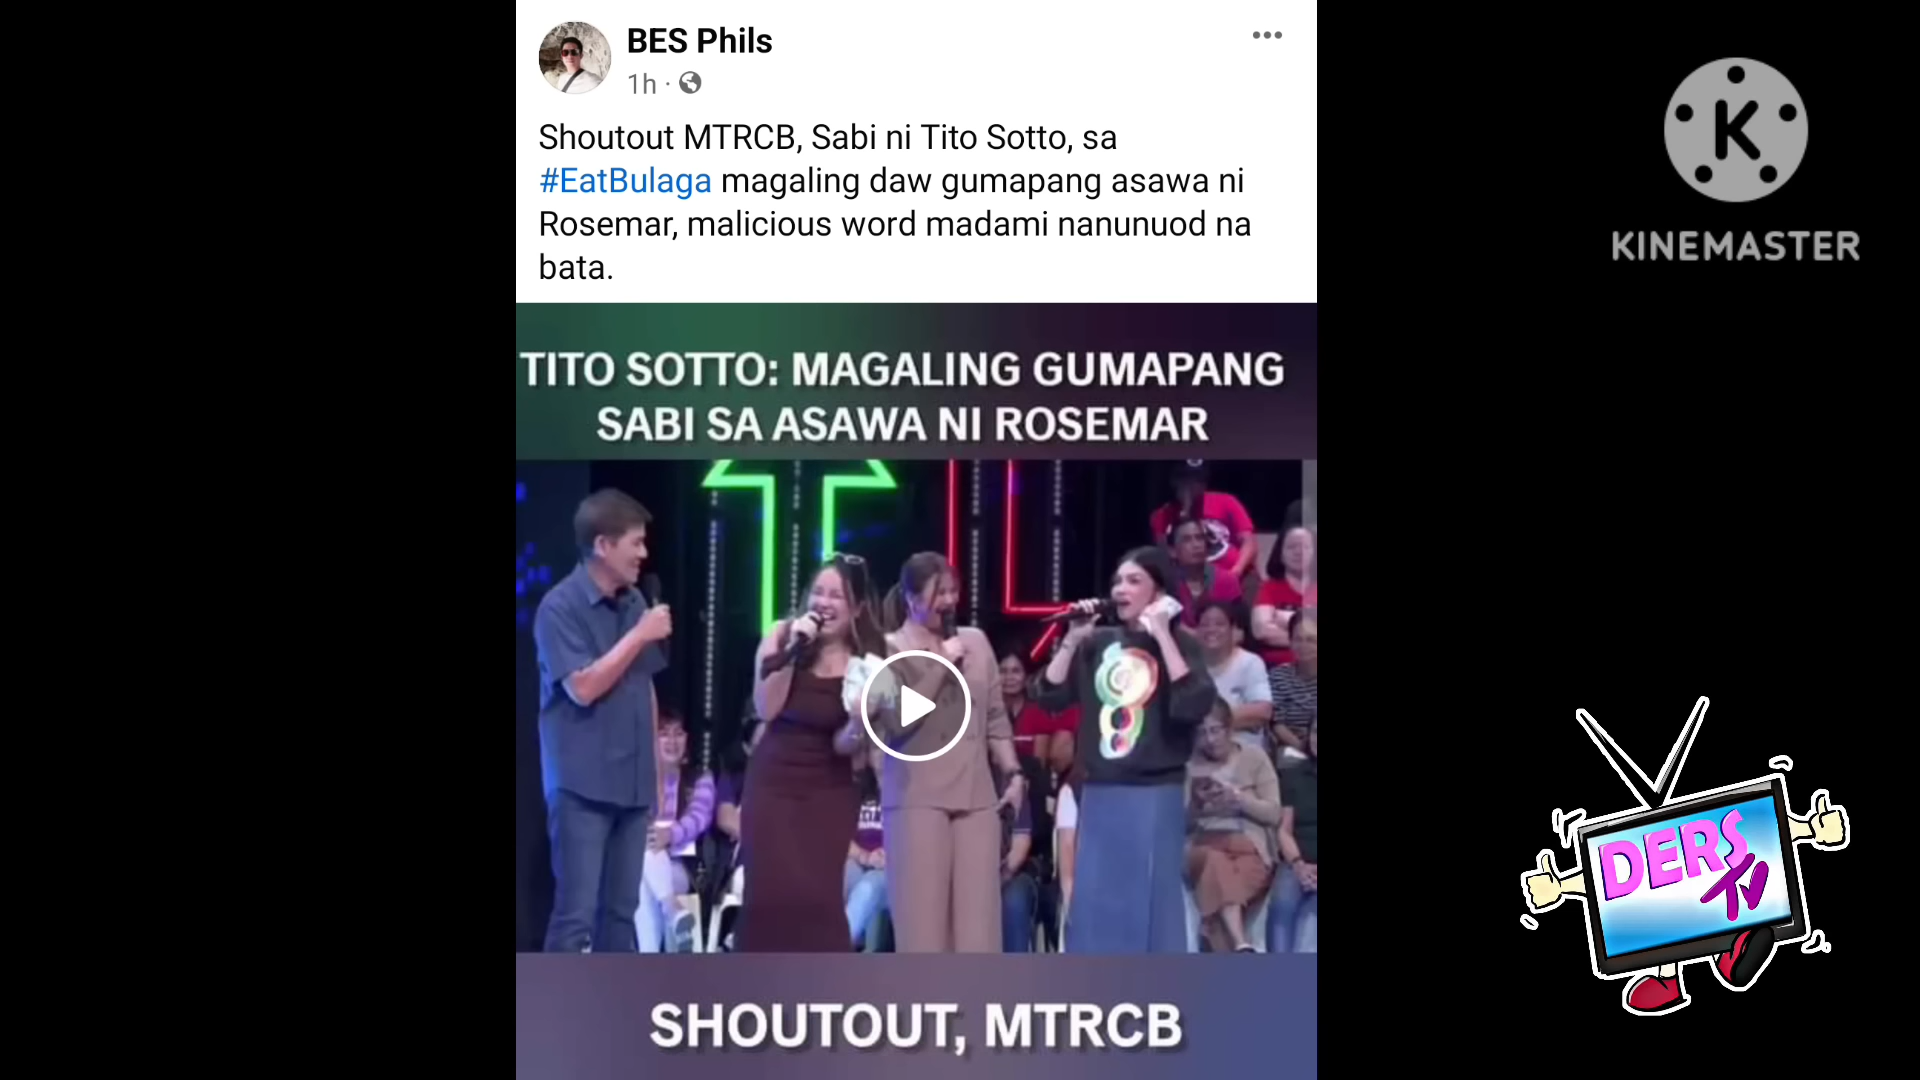 BES Phils
1h ·
Shoutout MTRCB, Sabi ni Tito Sotto, sa
#EatBulaga magaling daw gumapang asawa ni
Rosemar, malicious word madami nanunuod na
bata.
TITO SOTTO: MAGALING GUMAPANG
SABI SA ASAWA NI ROSEMAR
SHOUTOUT, MTRCB
K
KINEMASTER
DERS
TV